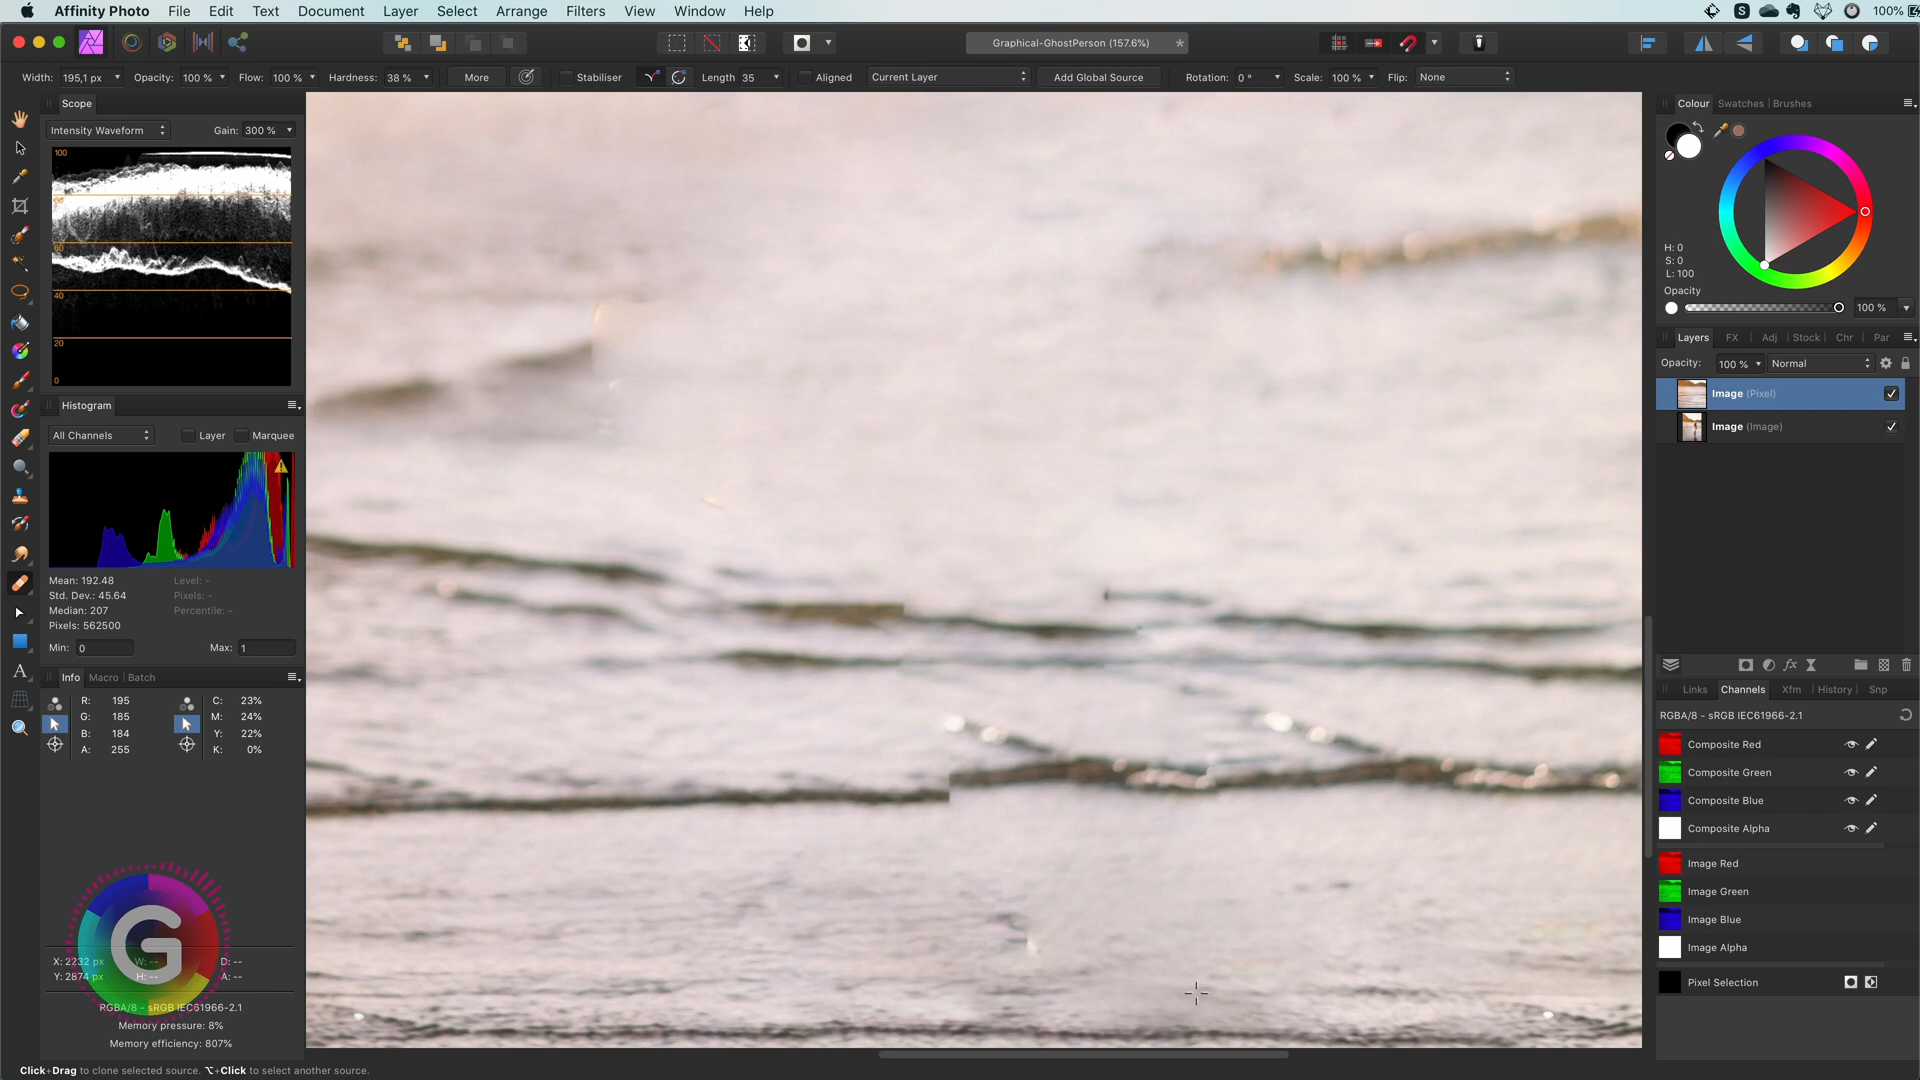 Affinity Photo File Edit Text Document Layer Select Arrange Filters View Window Help 100%
Graphical-GhostPerson (157.6%)
Width: 195,1 px Opacity: 100 % Flow: 100 % Hardness: 38 % More Stabiliser Length 35 Aligned Current Layer Add Global Source Rotation: 0 ° Scale: 100 % Flip: None
Scope
Intensity Waveform Gain: 300 %
100
80
60
40
20
0
Histogram
All Channels Layer Marquee
Mean: 192.48 Level: -
Std. Dev.: 45.64 Pixels: -
Median: 207 Percentile: -
Pixels: 562500
Min: 0 Max: 1
Info Macro Batch
R: 195 C: 23%
G: 185 M: 24%
B: 184 Y: 22%
A: 255 K: 0%
G
X: 2232 px W: -- D: --
Y: 2874 px H: -- A: --
RGBA/8 - sRGB IEC61966-2.1
Memory pressure: 8%
Memory efficiency: 807%
Click+Drag to clone selected source. ⌥+Click to select another source.
Colour Swatches Brushes
H: 0
S: 0
L: 100
Opacity
100 %
Layers FX Adj Stock Chr Par
Opacity: 100 % Normal
Image (Pixel)
Image (Image)
Links Channels Xfm History Snp
RGBA/8 - sRGB IEC61966-2.1
Composite Red
Composite Green
Composite Blue
Composite Alpha
Image Red
Image Green
Image Blue
Image Alpha
Pixel Selection